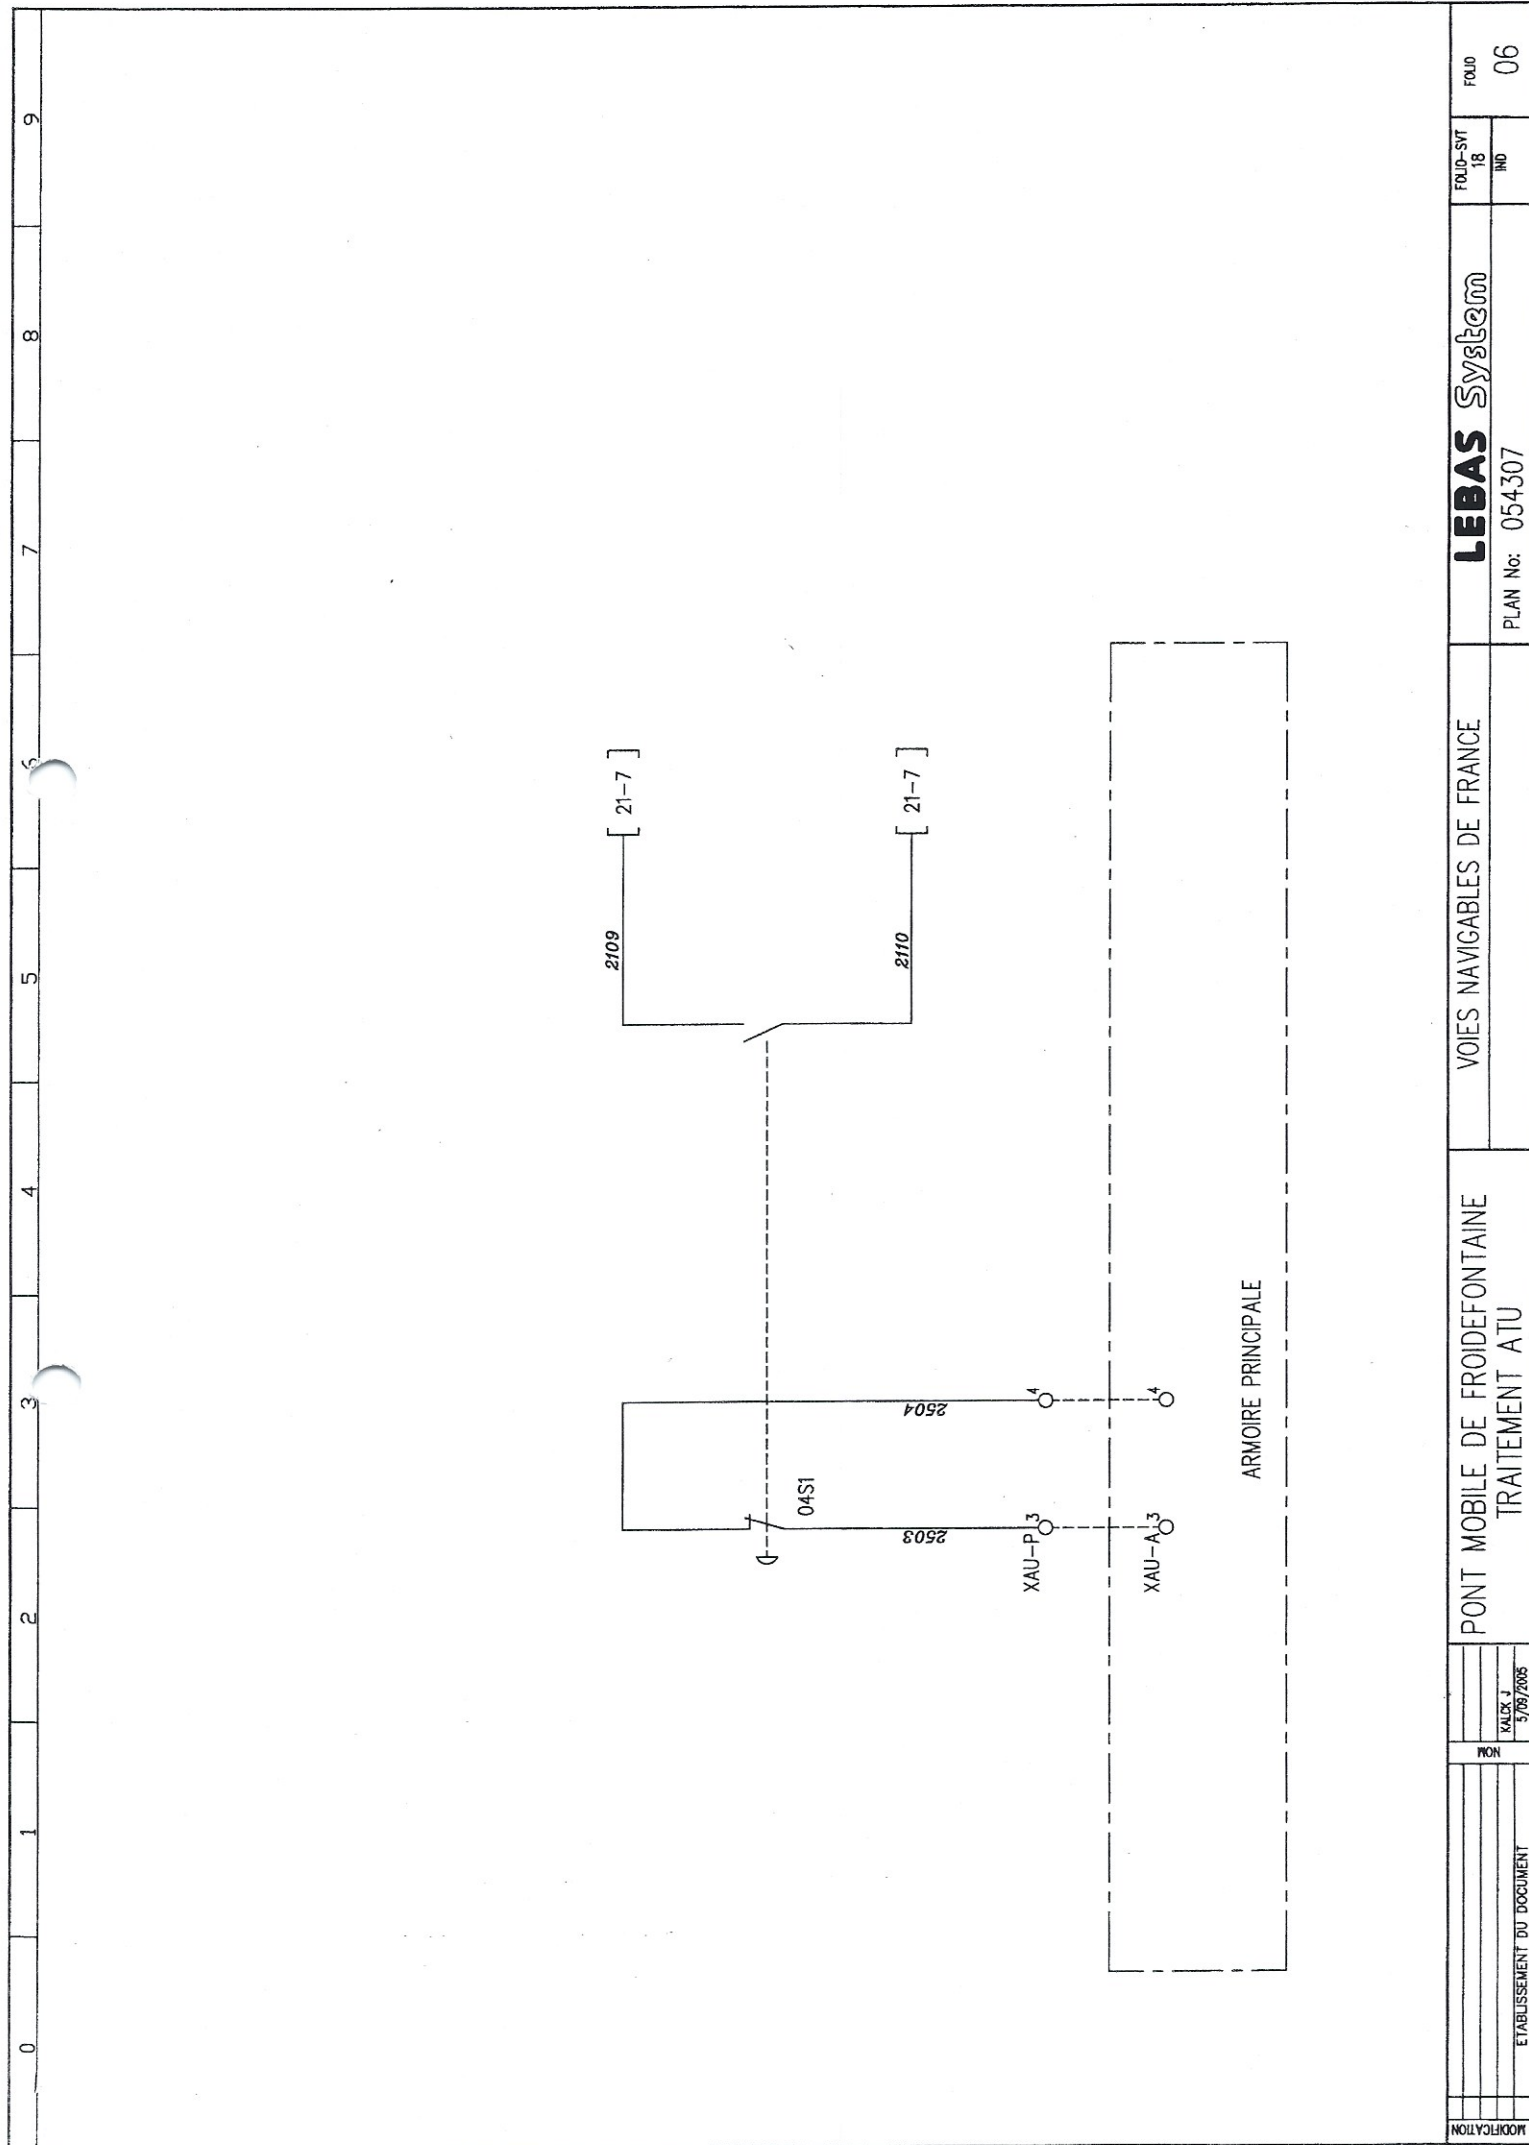 0 1 2 3 4 5 6 7 8 9
2109
[ 21-7 ]
2110
[ 21-7 ]
04S1
2503
2504
XAU-P 3
4
XAU-A 3
4
ARMOIRE PRINCIPALE
MODIFICATION
ETABLISSEMENT DU DOCUMENT
NOM
KALCK J
5/09/2005
PONT MOBILE DE FROIDEFONTAINE
TRAITEMENT ATU
VOIES NAVIGABLES DE FRANCE
LEBAS System
PLAN No: 054307
FOLIO-SVT
18
IND
FOLIO
06